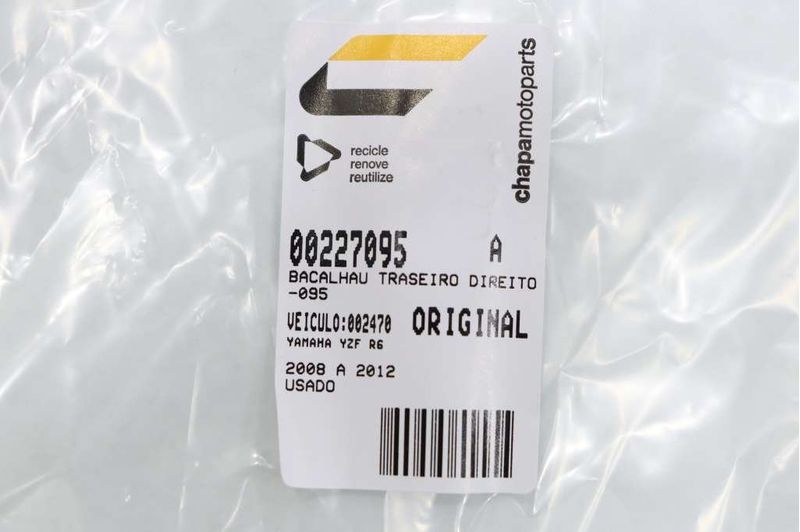 chapamotoparts
recicle
renove
reutilize
00227095 A
BACALHAU TRASEIRO DIREITO
-095
VEICULO:002470 ORIGINAL
YAMAHA YZF R6
2008 A 2012
USADO